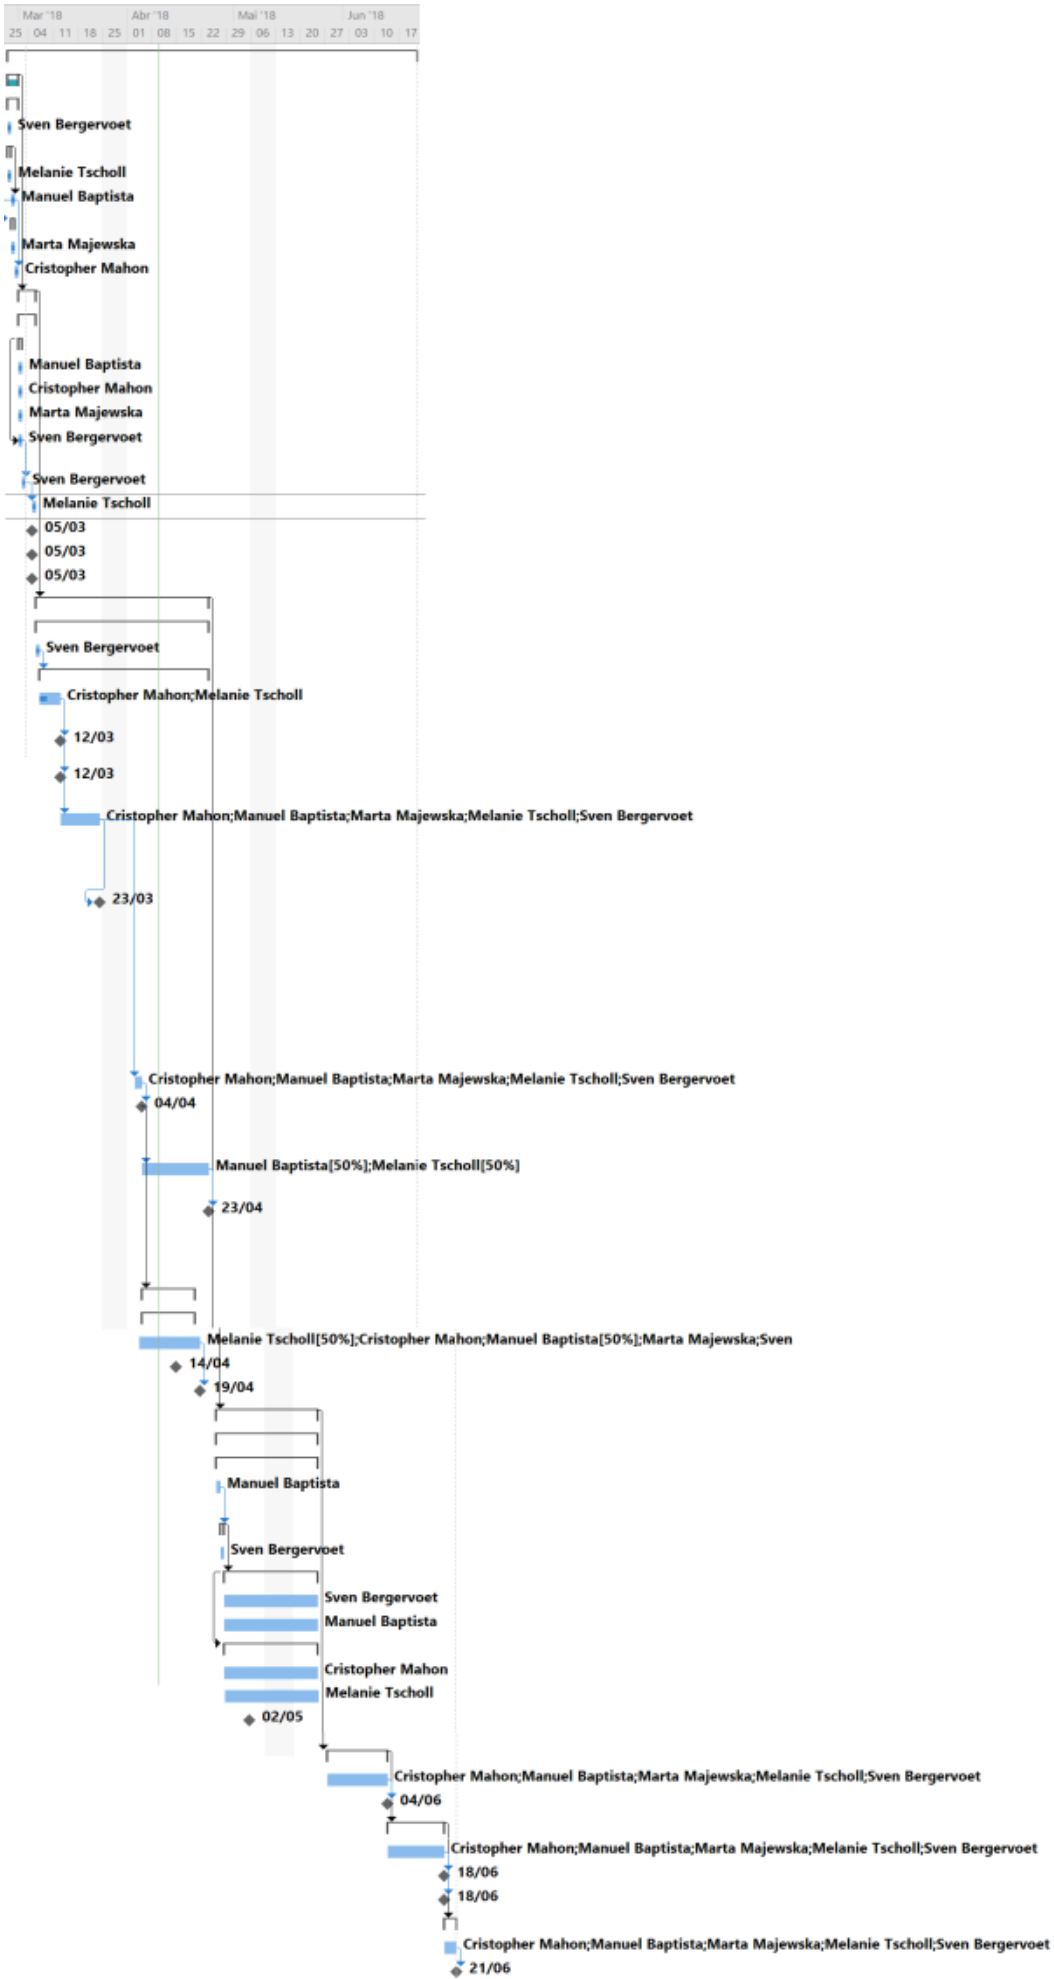 Mar '18 Abr '18 Mai '18 Jun '18
25 04 11 18 25 01 08 15 22 29 06 13 20 27 03 10 17
Sven Bergervoet
Melanie Tscholl
Manuel Baptista
Marta Majewska
Cristopher Mahon
Manuel Baptista
Cristopher Mahon
Marta Majewska
Sven Bergervoet
Sven Bergervoet
Melanie Tscholl
05/03
05/03
05/03
Sven Bergervoet
Cristopher Mahon;Melanie Tscholl
12/03
12/03
Cristopher Mahon;Manuel Baptista;Marta Majewska;Melanie Tscholl;Sven Bergervoet
23/03
Cristopher Mahon;Manuel Baptista;Marta Majewska;Melanie Tscholl;Sven Bergervoet
04/04
Manuel Baptista[50%];Melanie Tscholl[50%]
23/04
Melanie Tscholl[50%];Cristopher Mahon;Manuel Baptista[50%];Marta Majewska;Sven
14/04
19/04
Manuel Baptista
Sven Bergervoet
Sven Bergervoet
Manuel Baptista
Cristopher Mahon
Melanie Tscholl
02/05
Cristopher Mahon;Manuel Baptista;Marta Majewska;Melanie Tscholl;Sven Bergervoet
04/06
Cristopher Mahon;Manuel Baptista;Marta Majewska;Melanie Tscholl;Sven Bergervoet
18/06
18/06
Cristopher Mahon;Manuel Baptista;Marta Majewska;Melanie Tscholl;Sven Bergervoet
21/06